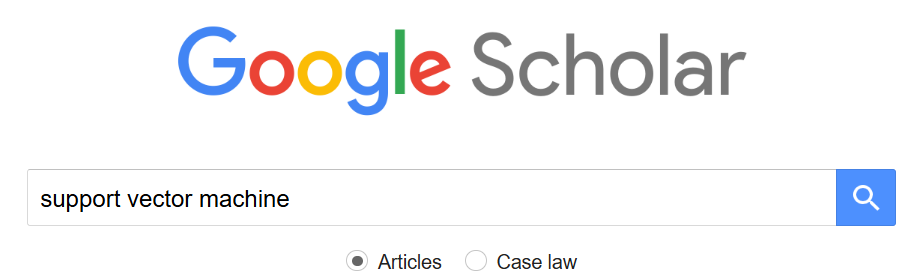 Google Scholar
support vector machine
Articles Case law